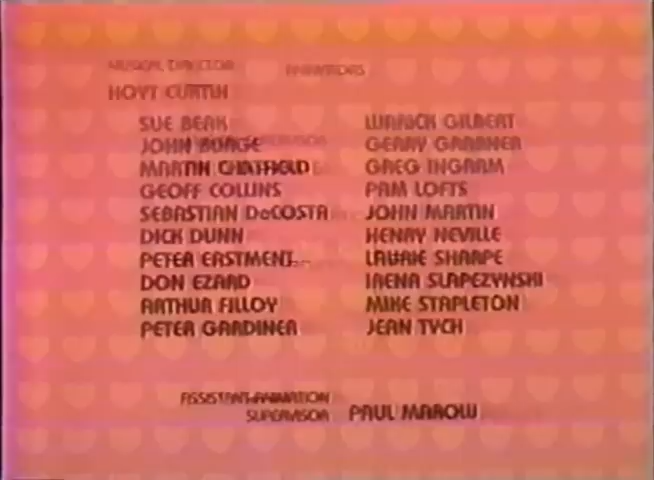 MUSICAL DIRECTOR
ANIMATORS
HOYT CURTIN
SUE BEAK
JOHN BURGE
MARTIN CHATFIELD
GEOFF COLLINS
SEBASTIAN DeCOSTA
DICK DUNN
PETER EASTMENT
DON EZARD
ARTHUR FILLOY
PETER GARDINER
WARRICK GILBERT
GERRY GRABNER
GREG INGRAM
PAM LOFTS
JOHN MARTIN
HENRY NEVILLE
LAURIE SHARPE
IRENA SLAPEZYNSKI
MIKE STAPLETON
JEAN TYCH
ASSISTANT ANIMATION
SUPERVISOR PAUL MAROW